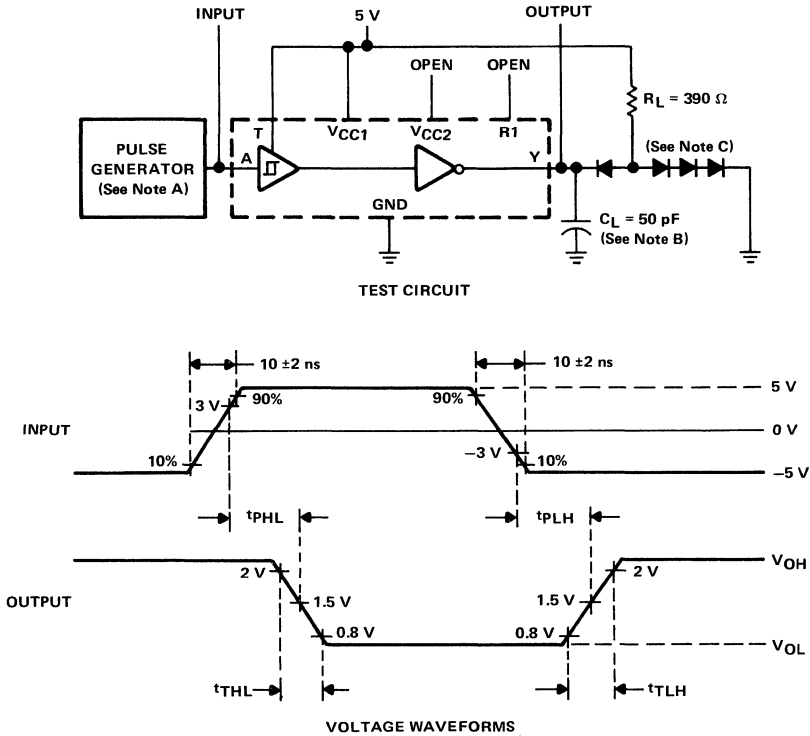 INPUT
5 V
OUTPUT
OPEN
OPEN
RL = 390 Ω
PULSE
GENERATOR
(See Note A)
T
VCC1
VCC2
R1
(See Note C)
A
Y
GND
CL = 50 pF
(See Note B)
TEST CIRCUIT
10 ±2 ns
10 ±2 ns
5 V
3 V
90%
90%
INPUT
0 V
10%
−3 V
10%
−5 V
tPHL
tPLH
VOH
2 V
2 V
OUTPUT
1.5 V
1.5 V
0.8 V
0.8 V
VOL
tTHL
tTLH
VOLTAGE WAVEFORMS